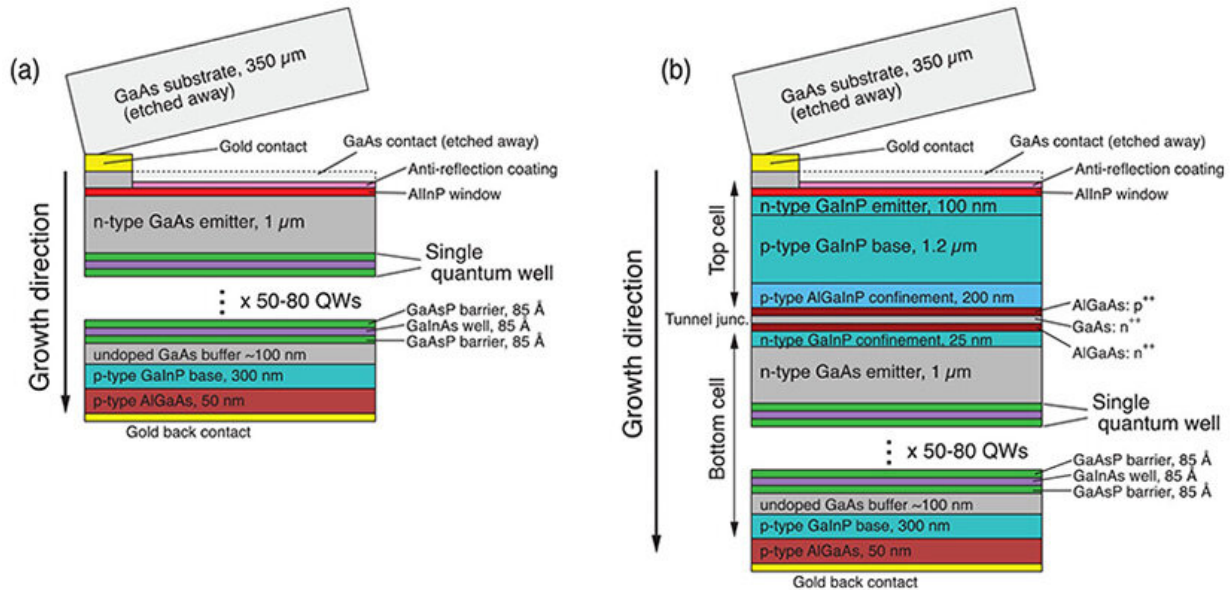 (a)
GaAs substrate, 350 µm
(etched away)
Gold contact
GaAs contact (etched away)
Anti-reflection coating
AlInP window
n-type GaAs emitter, 1 µm
Single
quantum well
x 50-80 QWs
GaAsP barrier, 85 Å
GaInAs well, 85 Å
GaAsP barrier, 85 Å
undoped GaAs buffer ~100 nm
p-type GaInP base, 300 nm
p-type AlGaAs, 50 nm
Gold back contact
Growth direction
(b)
GaAs substrate, 350 µm
(etched away)
Gold contact
GaAs contact (etched away)
Anti-reflection coating
AlInP window
n-type GaInP emitter, 100 nm
p-type GaInP base, 1.2 µm
p-type AlGaInP confinement, 200 nm
AlGaAs: p++
Tunnel junc.
GaAs: n++
AlGaAs: n++
n-type GaInP confinement, 25 nm
n-type GaAs emitter, 1 µm
Single
quantum well
x 50-80 QWs
GaAsP barrier, 85 Å
GaInAs well, 85 Å
GaAsP barrier, 85 Å
undoped GaAs buffer ~100 nm
p-type GaInP base, 300 nm
p-type AlGaAs, 50 nm
Gold back contact
Growth direction
Top cell
Bottom cell